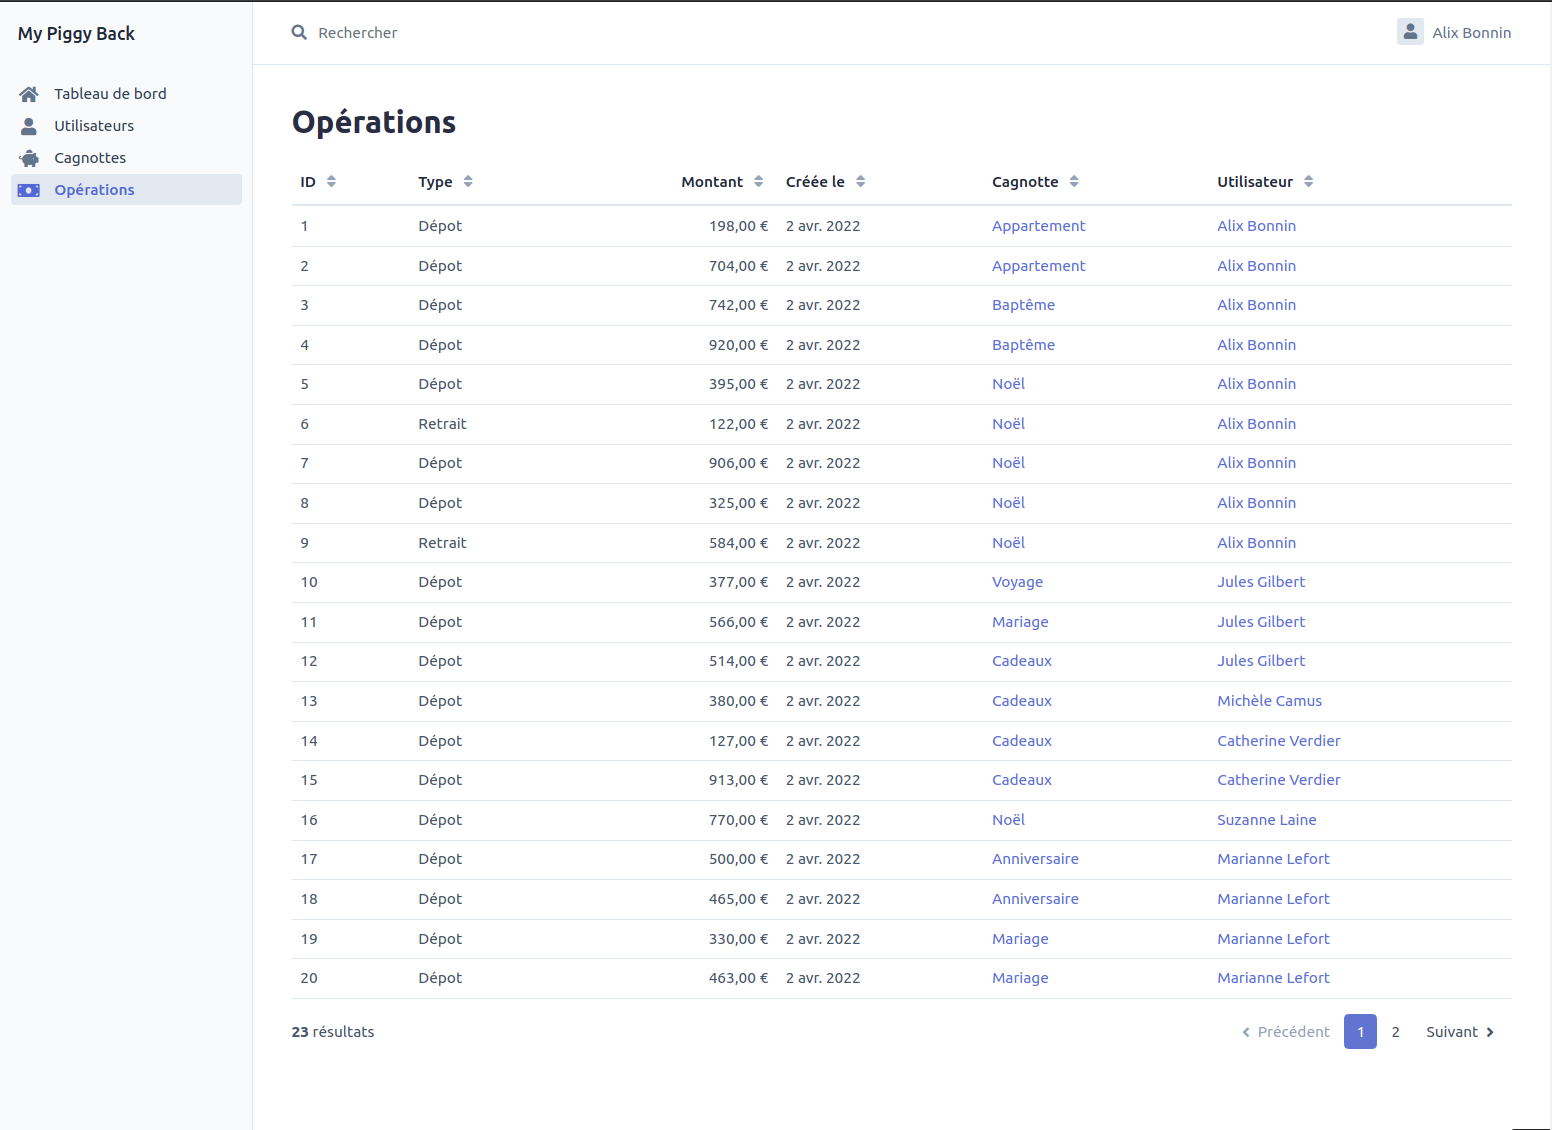 My Piggy Back
Rechercher
Alix Bonnin
Tableau de bord
Utilisateurs
Cagnottes
Opérations
Opérations
ID Type Montant Créée le Cagnotte Utilisateur
1 Dépot 198,00 € 2 avr. 2022 Appartement Alix Bonnin
2 Dépot 704,00 € 2 avr. 2022 Appartement Alix Bonnin
3 Dépot 742,00 € 2 avr. 2022 Baptême Alix Bonnin
4 Dépot 920,00 € 2 avr. 2022 Baptême Alix Bonnin
5 Dépot 395,00 € 2 avr. 2022 Noël Alix Bonnin
6 Retrait 122,00 € 2 avr. 2022 Noël Alix Bonnin
7 Dépot 906,00 € 2 avr. 2022 Noël Alix Bonnin
8 Dépot 325,00 € 2 avr. 2022 Noël Alix Bonnin
9 Retrait 584,00 € 2 avr. 2022 Noël Alix Bonnin
10 Dépot 377,00 € 2 avr. 2022 Voyage Jules Gilbert
11 Dépot 566,00 € 2 avr. 2022 Mariage Jules Gilbert
12 Dépot 514,00 € 2 avr. 2022 Cadeaux Jules Gilbert
13 Dépot 380,00 € 2 avr. 2022 Cadeaux Michèle Camus
14 Dépot 127,00 € 2 avr. 2022 Cadeaux Catherine Verdier
15 Dépot 913,00 € 2 avr. 2022 Cadeaux Catherine Verdier
16 Dépot 770,00 € 2 avr. 2022 Noël Suzanne Laine
17 Dépot 500,00 € 2 avr. 2022 Anniversaire Marianne Lefort
18 Dépot 465,00 € 2 avr. 2022 Anniversaire Marianne Lefort
19 Dépot 330,00 € 2 avr. 2022 Mariage Marianne Lefort
20 Dépot 463,00 € 2 avr. 2022 Mariage Marianne Lefort
23 résultats
Précédent 1 2 Suivant